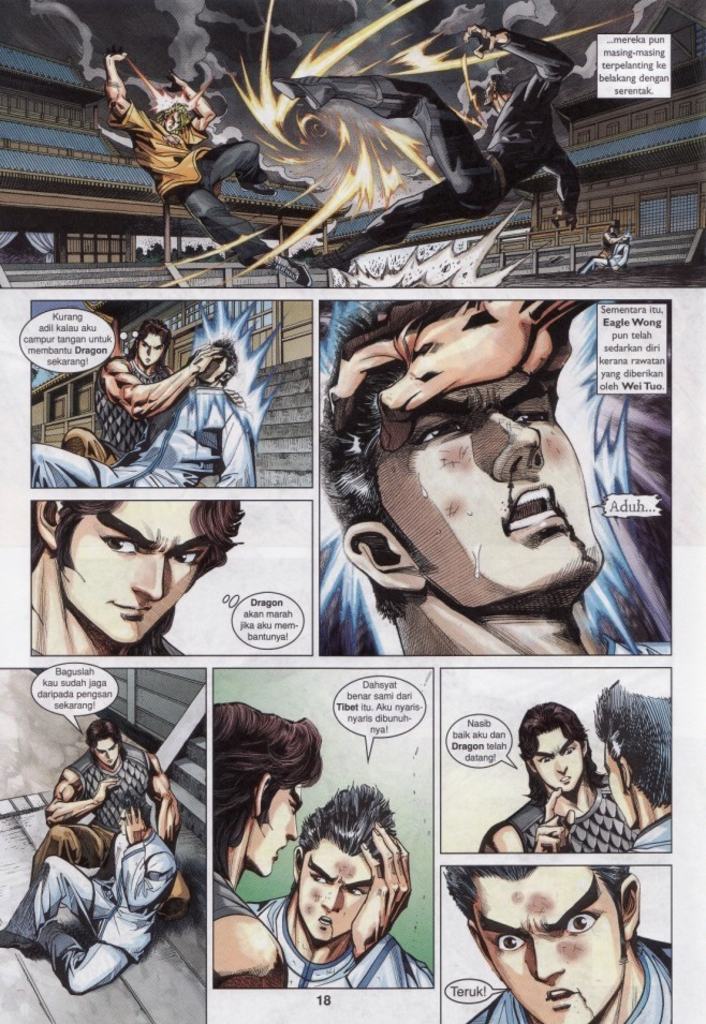 ...mereka pun
masing-masing
terpelanting ke
belakang dengan
serentak.
Kurang
adil kalau aku
campur tangan untuk
membantu Dragon
sekarang!
Sementara itu,
Eagle Wong
pun telah
sedarkan diri
kerana rawatan
yang diberikan
oleh Wei Tuo.
Aduh...
Dragon
akan marah
jika aku mem-
bantunya!
Baguslah
kau sudah jaga
daripada pengsan
sekarang!
Dahsyat
benar sami dari
Tibet itu. Aku nyaris-
nyaris dibunuh-
nya!
Nasib
baik aku dan
Dragon telah
datang!
Teruk!
18